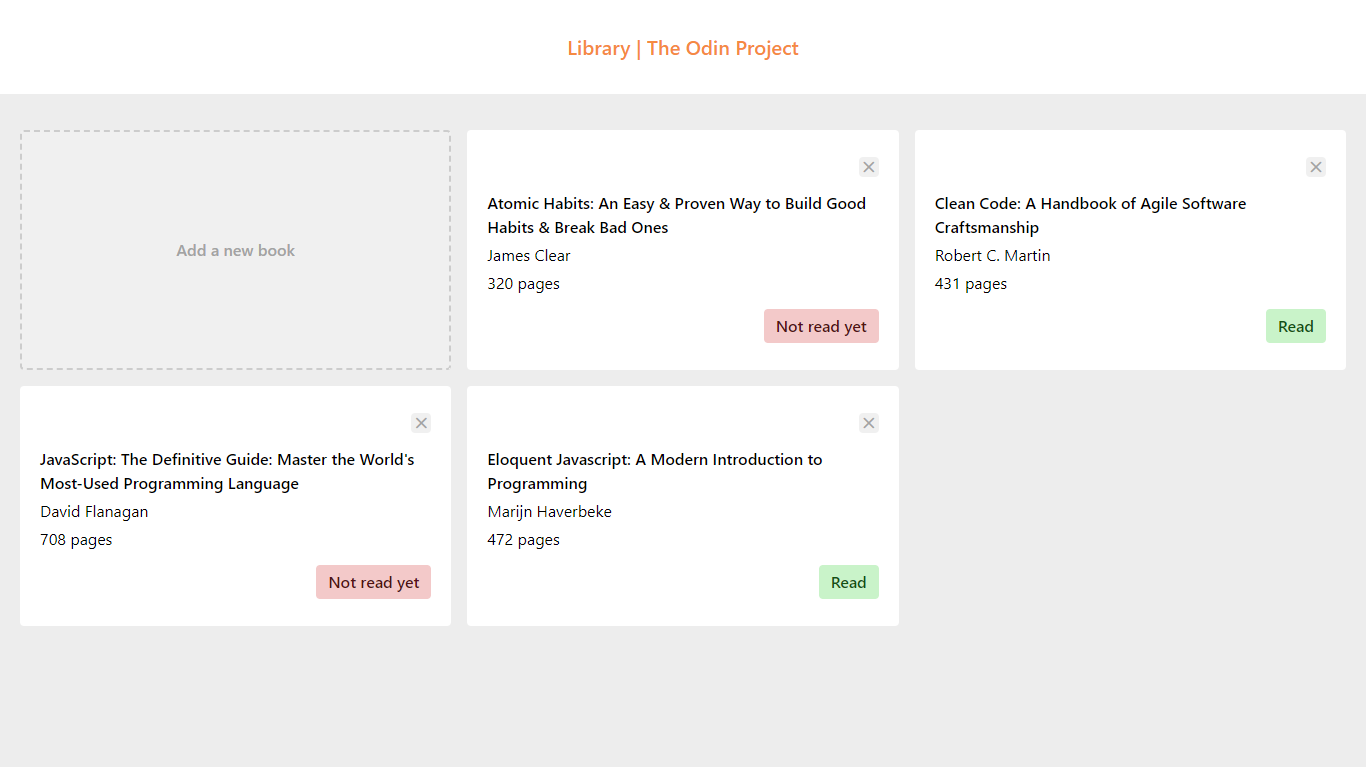 Library | The Odin Project
Add a new book
Atomic Habits: An Easy & Proven Way to Build Good
Habits & Break Bad Ones
James Clear
320 pages
Not read yet
Clean Code: A Handbook of Agile Software
Craftsmanship
Robert C. Martin
431 pages
Read
JavaScript: The Definitive Guide: Master the World's
Most-Used Programming Language
David Flanagan
708 pages
Not read yet
Eloquent Javascript: A Modern Introduction to
Programming
Marijn Haverbeke
472 pages
Read